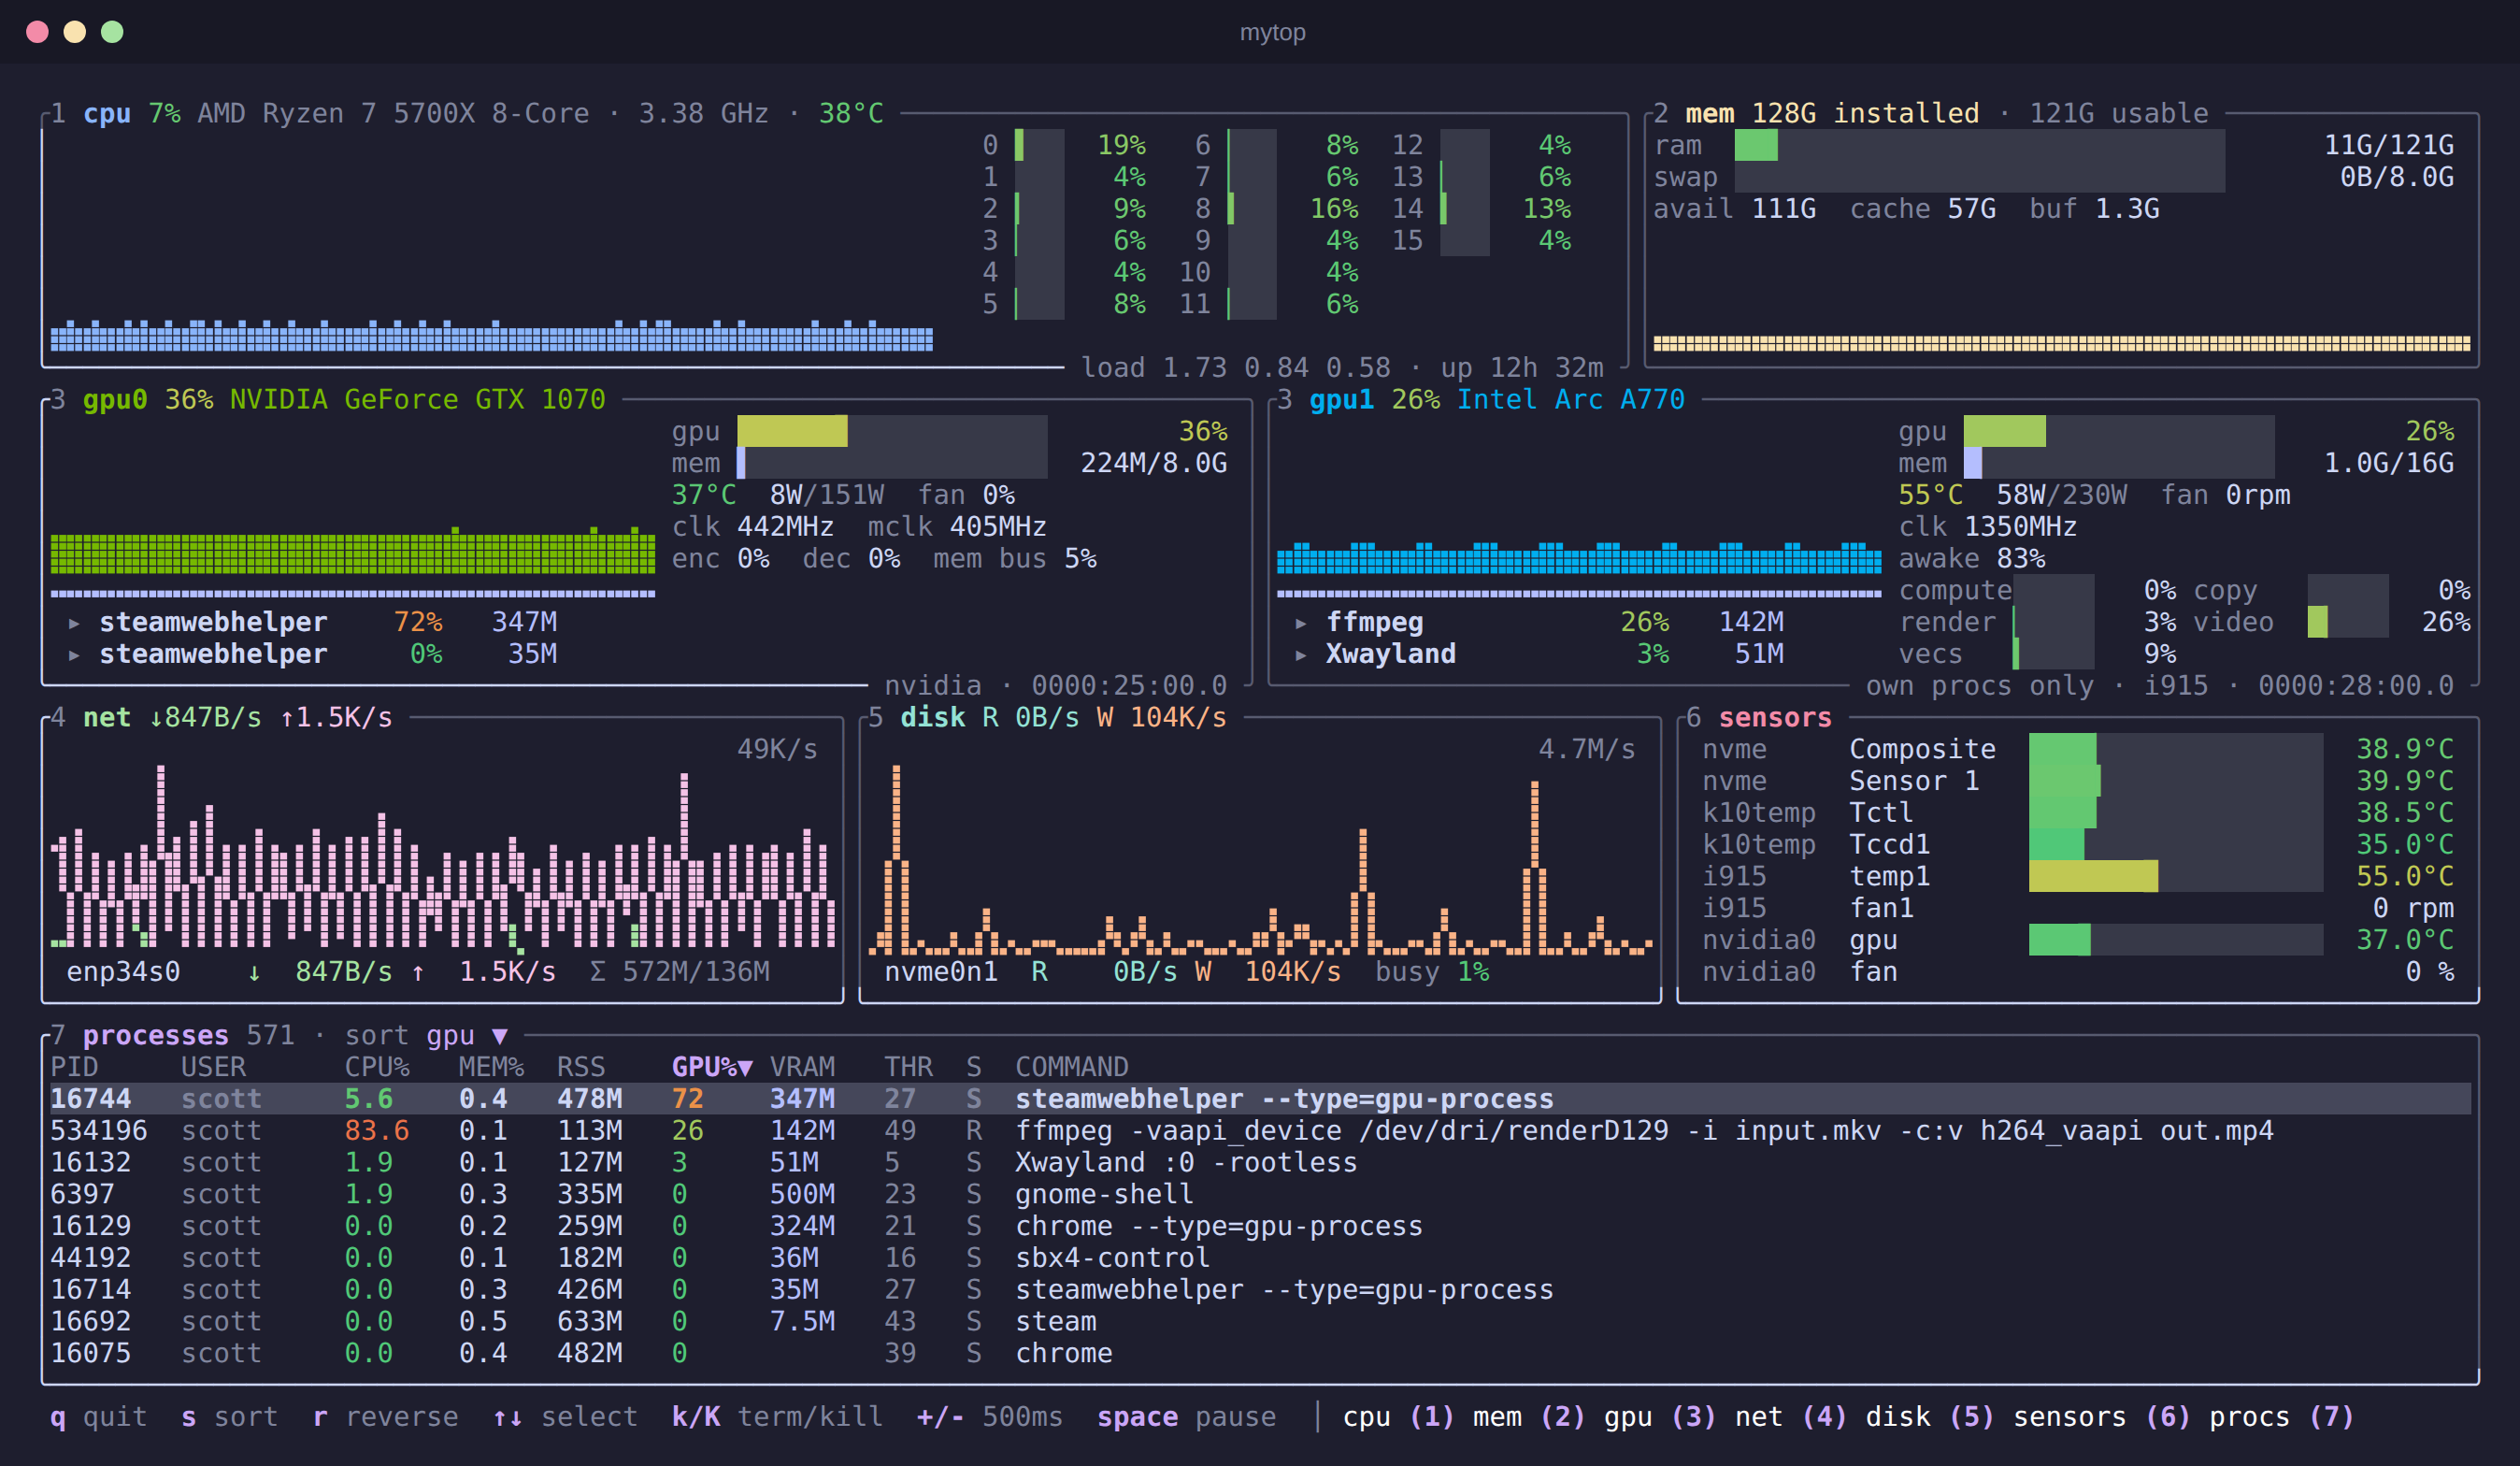 mytop
1 cpu 7% AMD Ryzen 7 5700X 8-Core · 3.38 GHz · 38°C
0 19% 6 8% 12 4%
1 4% 7 6% 13 6%
2 9% 8 16% 14 13%
3 6% 9 4% 15 4%
4 4% 10 4%
5 8% 11 6%
load 1.73 0.84 0.58 · up 12h 32m
2 mem 128G installed · 121G usable
ram 11G/121G
swap 0B/8.0G
avail 111G cache 57G buf 1.3G
3 gpu0 36% NVIDIA GeForce GTX 1070
gpu 36%
mem 224M/8.0G
37°C 8W/151W fan 0%
clk 442MHz mclk 405MHz
enc 0% dec 0% mem bus 5%
▸ steamwebhelper 72% 347M
▸ steamwebhelper 0% 35M
nvidia · 0000:25:00.0
3 gpu1 26% Intel Arc A770
gpu 26%
mem 1.0G/16G
55°C 58W/230W fan 0rpm
clk 1350MHz
awake 83%
compute 0% copy 0%
▸ ffmpeg 26% 142M render 3% video 26%
▸ Xwayland 3% 51M vecs 9%
own procs only · i915 · 0000:28:00.0
4 net ↓847B/s ↑1.5K/s
49K/s
enp34s0 ↓ 847B/s ↑ 1.5K/s Σ 572M/136M
5 disk R 0B/s W 104K/s
4.7M/s
nvme0n1 R 0B/s W 104K/s busy 1%
6 sensors
nvme Composite 38.9°C
nvme Sensor 1 39.9°C
k10temp Tctl 38.5°C
k10temp Tccd1 35.0°C
i915 temp1 55.0°C
i915 fan1 0 rpm
nvidia0 gpu 37.0°C
nvidia0 fan 0 %
7 processes 571 · sort gpu ▼
PID USER CPU% MEM% RSS GPU%▼ VRAM THR S COMMAND
16744 scott 5.6 0.4 478M 72 347M 27 S steamwebhelper --type=gpu-process
534196 scott 83.6 0.1 113M 26 142M 49 R ffmpeg -vaapi_device /dev/dri/renderD129 -i input.mkv -c:v h264_vaapi out.mp4
16132 scott 1.9 0.1 127M 3 51M 5 S Xwayland :0 -rootless
6397 scott 1.9 0.3 335M 0 500M 23 S gnome-shell
16129 scott 0.0 0.2 259M 0 324M 21 S chrome --type=gpu-process
44192 scott 0.0 0.1 182M 0 36M 16 S sbx4-control
16714 scott 0.0 0.3 426M 0 35M 27 S steamwebhelper --type=gpu-process
16692 scott 0.0 0.5 633M 0 7.5M 43 S steam
16075 scott 0.0 0.4 482M 0 39 S chrome
q quit s sort r reverse ↑↓ select k/K term/kill +/- 500ms space pause │ cpu (1) mem (2) gpu (3) net (4) disk (5) sensors (6) procs (7)